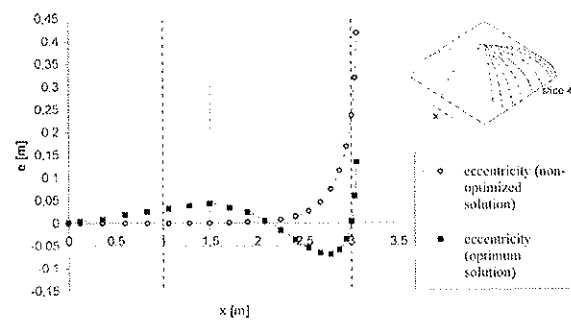 0,45
0,4
0,35
0,3
0,25
0,2
0,15
0,1
0,05
0
-0,05
-0,1
-0,15
e [m]
0 0.5 1 1.5 2 2.5 3 3.5
x [m]
slice 4
x
eccentricity (non-
optimized
solution)
eccentricity
(optimum
solution)